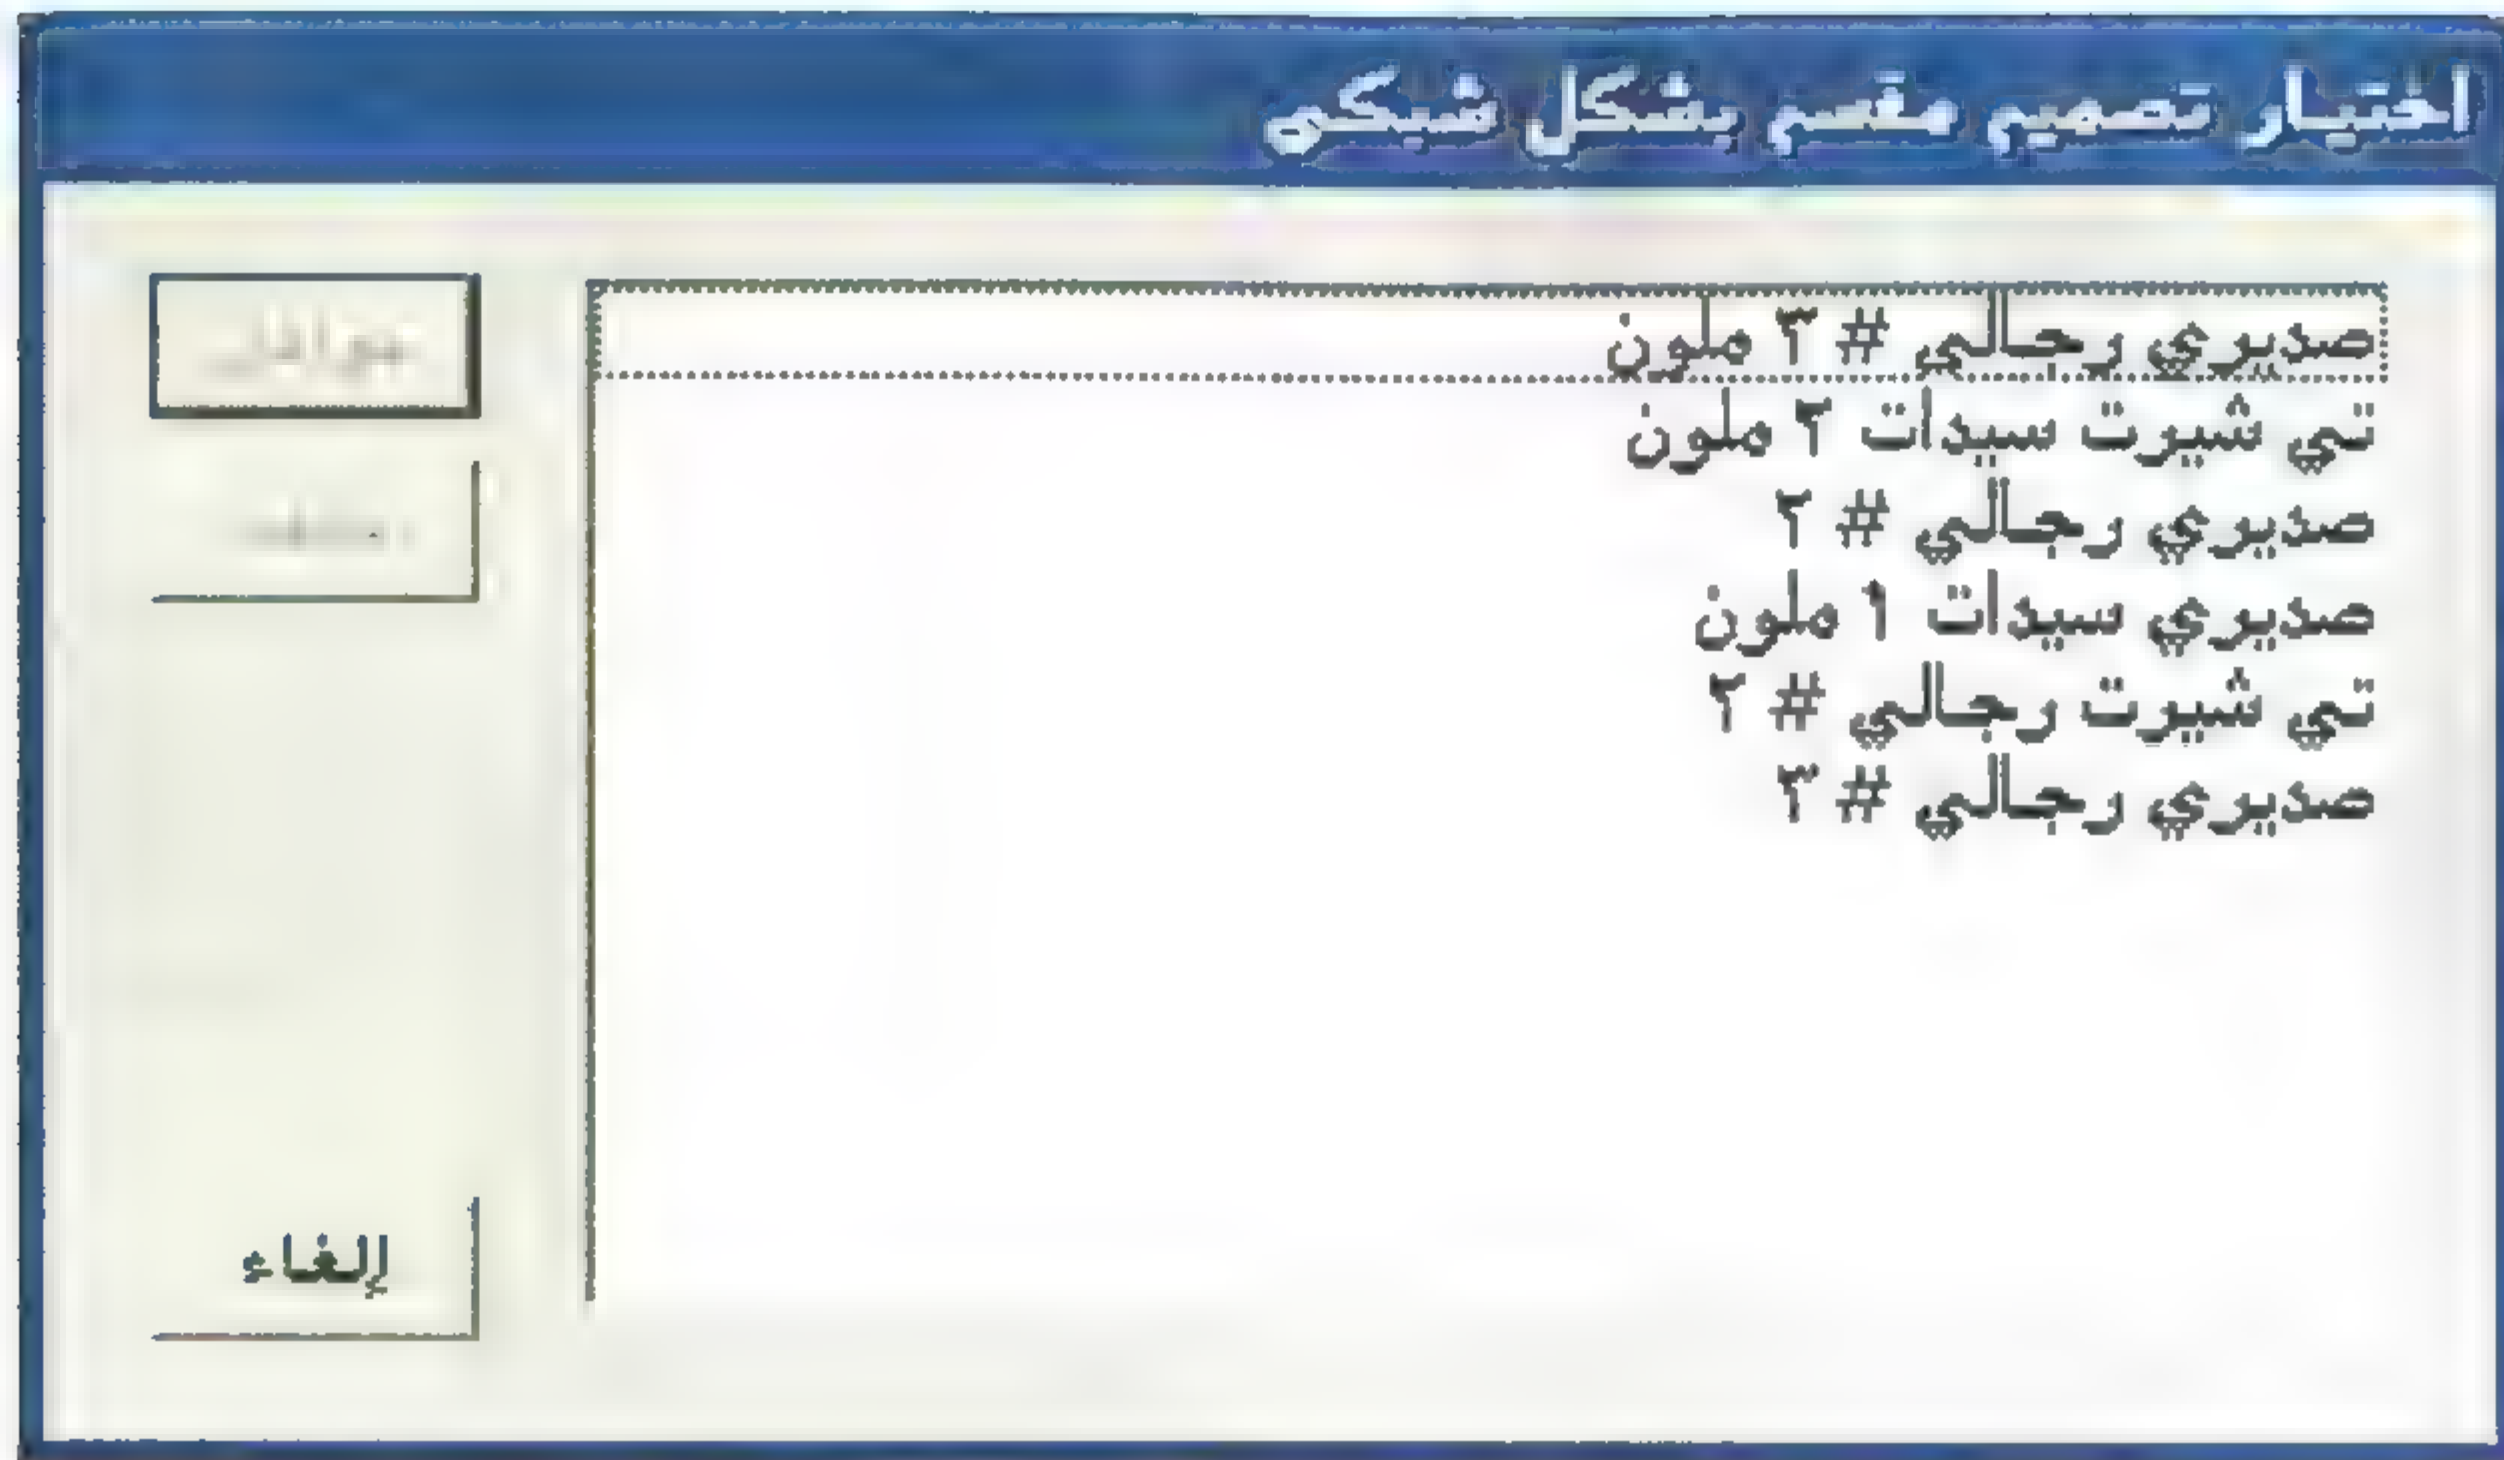 اختيار تصميم مقسم بشكل شبكي
صديري رجالي # ٣ ملون
تي شيرت سيدات ٢ ملون
صديري رجالي # ٢
صديري سيدات ١ ملون
تي شيرت رجالي # ٢
صديري رجالي # ٣
موافق
إلغاء